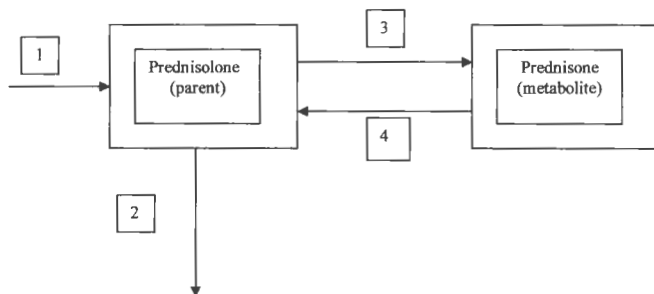 1
3
Prednisolone
(parent)
Prednisone
(metabolite)
4
2